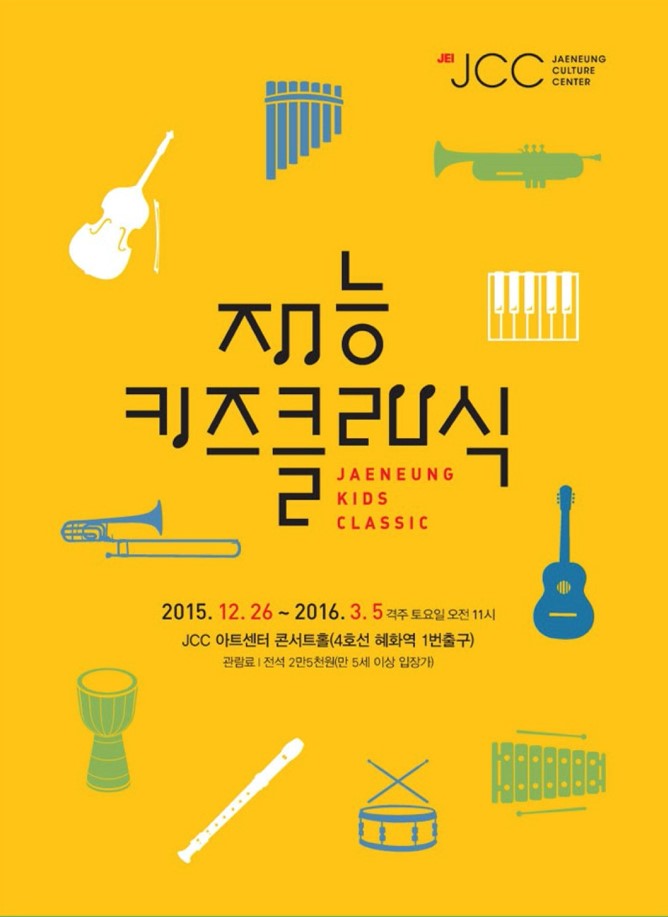 JEI JCC JAENEUNG
CULTURE
CENTER
재능
키즈클래식
JAENEUNG
KIDS
CLASSIC
2015. 12. 26 ~ 2016. 3. 5 격주 토요일 오전 11시
JCC 아트센터 콘서트홀(4호선 혜화역 1번출구)
관람료 | 전석 2만5천원(만 5세 이상 입장가)